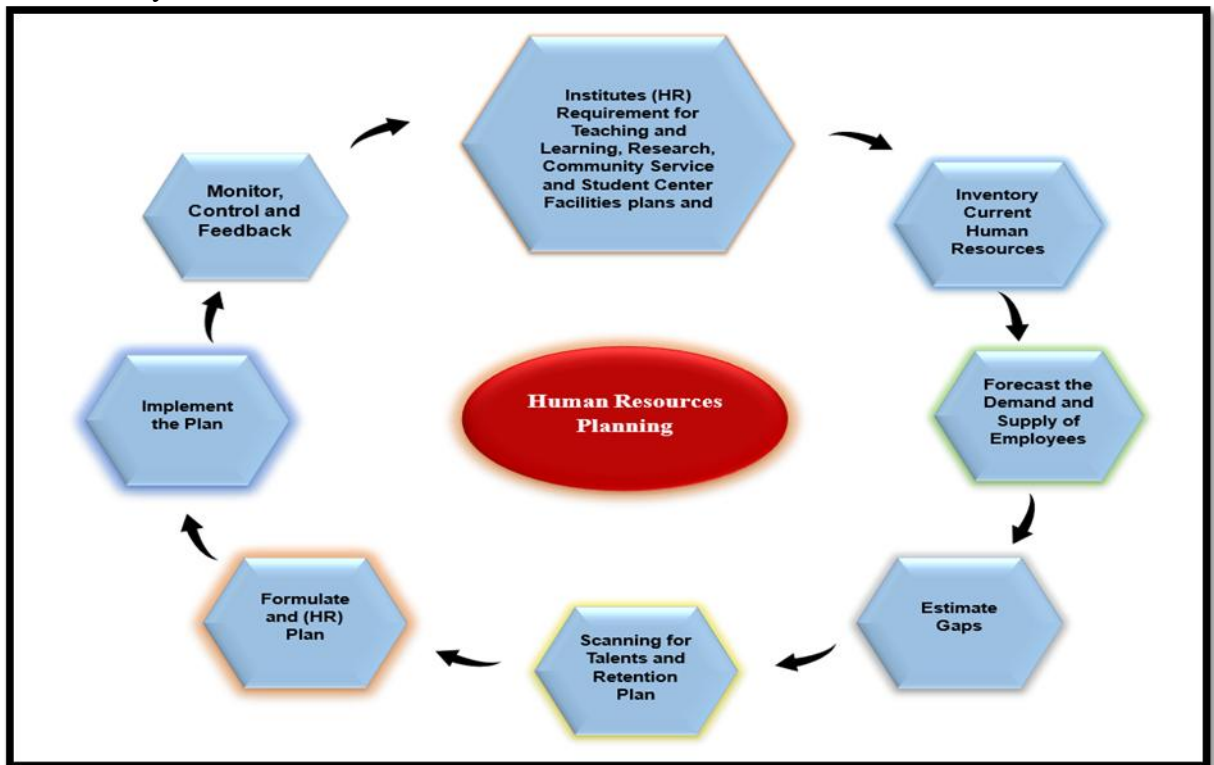 Institutes (HR)
Requirement for
Teaching and
Learning, Research,
Community Service
and Student Center
Facilities plans and
Inventory
Current
Human
Resources
Forecast the
Demand and
Supply of
Employees
Estimate
Gaps
Scanning for
Talents and
Retention
Plan
Formulate
and (HR)
Plan
Implement
the Plan
Monitor,
Control and
Feedback
Human Resources
Planning